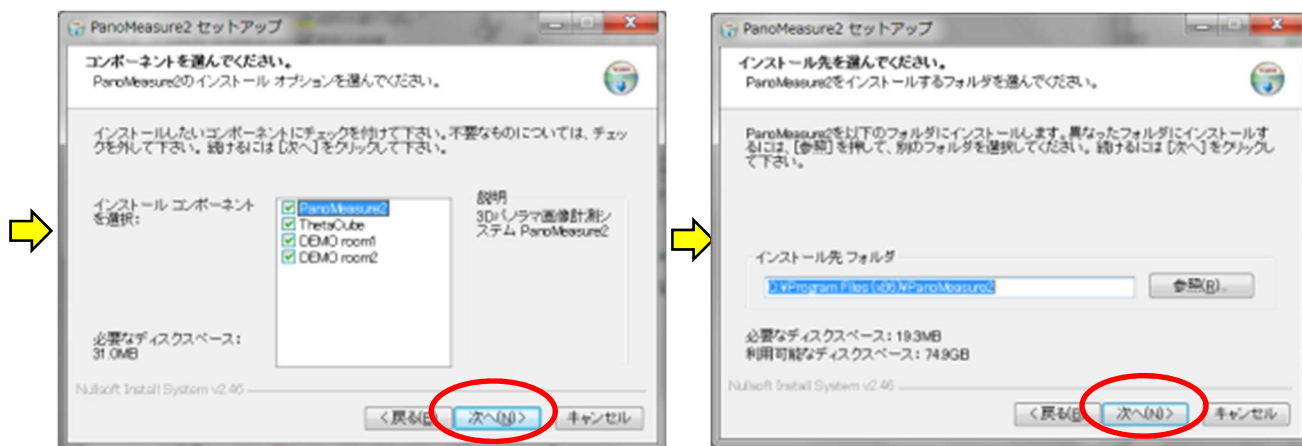 PanoMeasure2 セットアップ
コンポーネントを選んでください。
PanoMeasure2のインストール オプションを選んでください。
インストールしたいコンポーネントにチェックを付けて下さい。不要なものについては、チェッ
クを外して下さい。続けるには [次へ] をクリックして下さい。
インストール コンポーネント
を選択:
PanoMeasure2
ThetaCube
DEMO room1
DEMO room2
説明
3Dパノラマ画像計測シ
ステム PanoMeasure2
必要なディスクスペース:
31.0MB
Nullsoft Install System v2.46
<戻る(B)
次へ(N)>
キャンセル
PanoMeasure2 セットアップ
インストール先を選んでください。
PanoMeasure2をインストールするフォルダを選んでください。
PanoMeasure2を以下のフォルダにインストールします。異なったフォルダにインストールす
るには、[参照] を押して、別のフォルダを選択してください。続けるには [次へ] をクリックし
て下さい。
インストール先 フォルダ
C:¥Program Files (x86)¥PanoMeasure2
参照(R)...
必要なディスクスペース: 19.3MB
利用可能なディスクスペース: 74.9GB
Nullsoft Install System v2.46
<戻る(B)
次へ(N)>
キャンセル